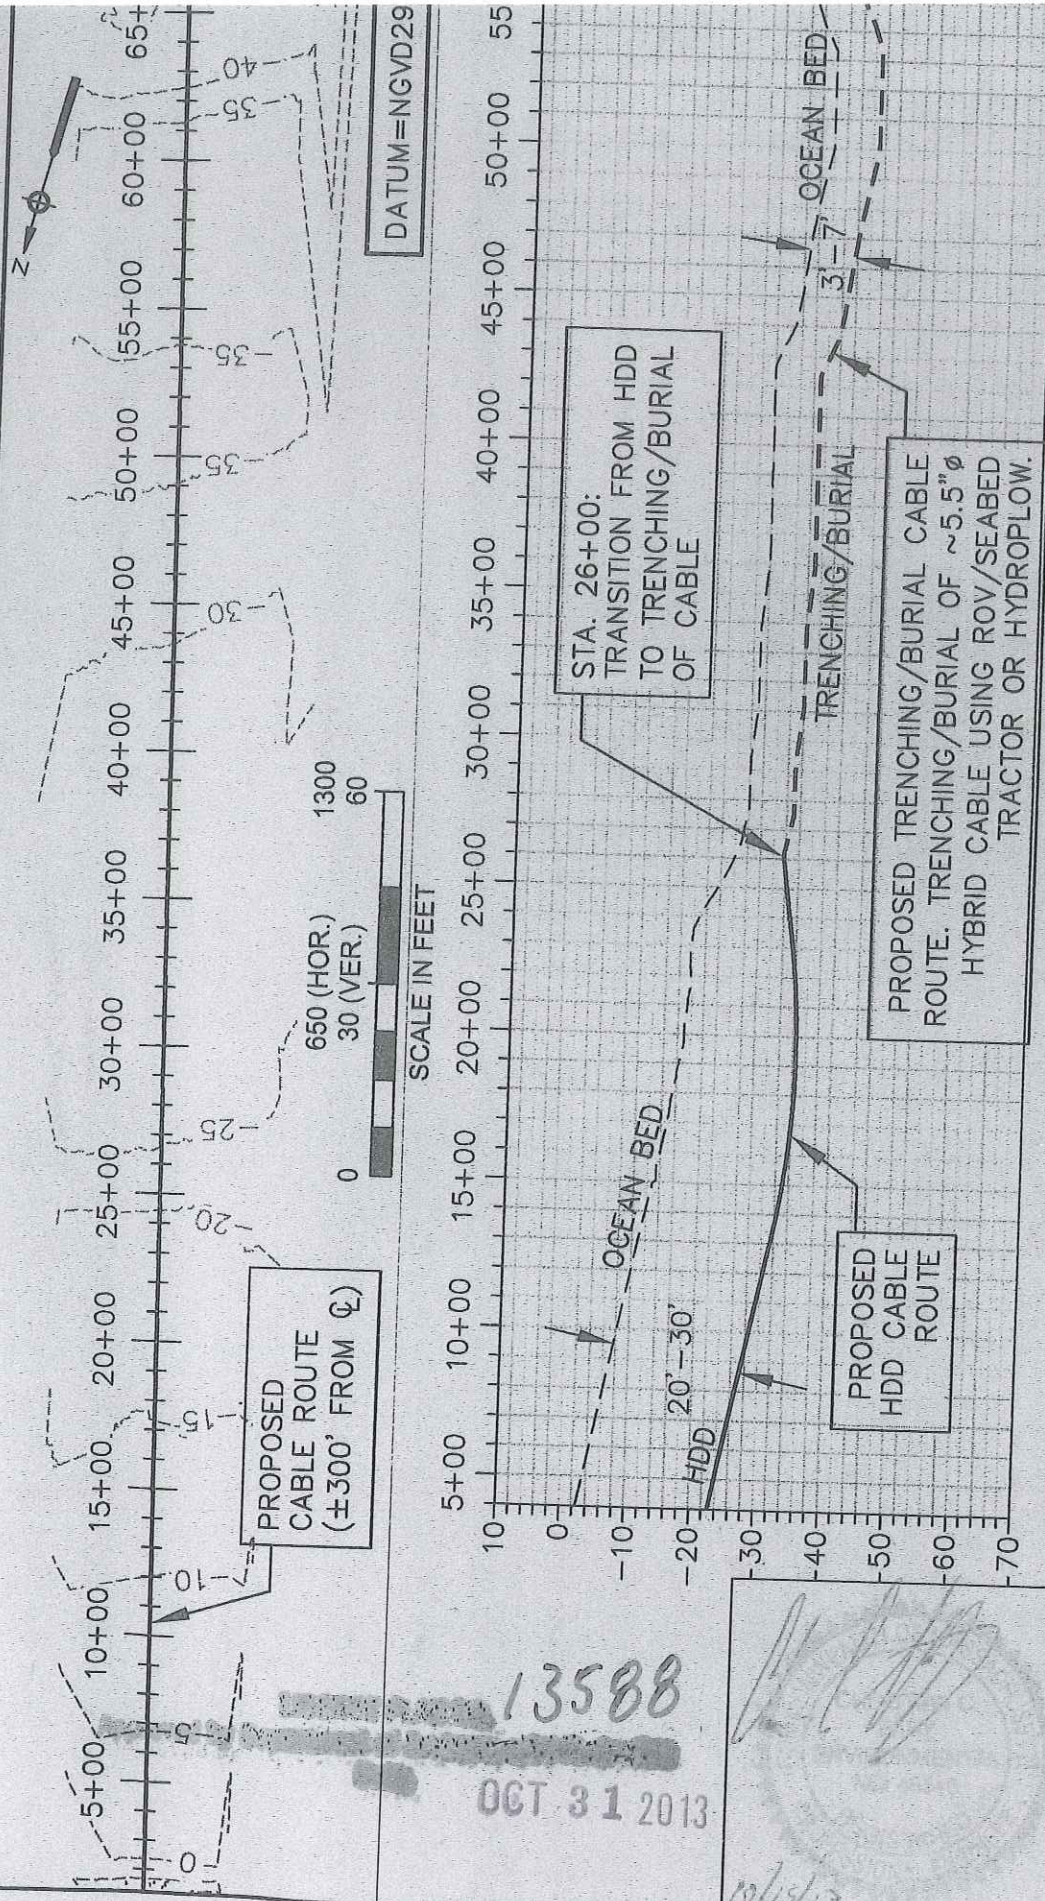 N
5+00
10+00
15+00
20+00
25+00
30+00
35+00
40+00
45+00
50+00
55+00
60+00
65+
0
-5
-10
-15
-20
-25
-30
-35
-35
-35
-40
PROPOSED
CABLE ROUTE
(±300' FROM ℄)
650 (HOR.) 1300
0 30 (VER.) 60
SCALE IN FEET
DATUM=NGVD29
5+00
10+00
15+00
20+00
25+00
30+00
35+00
40+00
45+00
50+00
55
10
0
-10
-20
-30
-40
-50
-60
-70
OCEAN BED
OCEAN BED
HDD
20'-30'
3'-7'
TRENCHING/BURIAL
STA. 26+00:
TRANSITION FROM HDD
TO TRENCHING/BURIAL
OF CABLE
PROPOSED
HDD CABLE
ROUTE
PROPOSED TRENCHING/BURIAL CABLE
ROUTE. TRENCHING/BURIAL OF ~5.5"ø
HYBRID CABLE USING ROV/SEABED
TRACTOR OR HYDROPLOW.
13588
OCT 31 2013